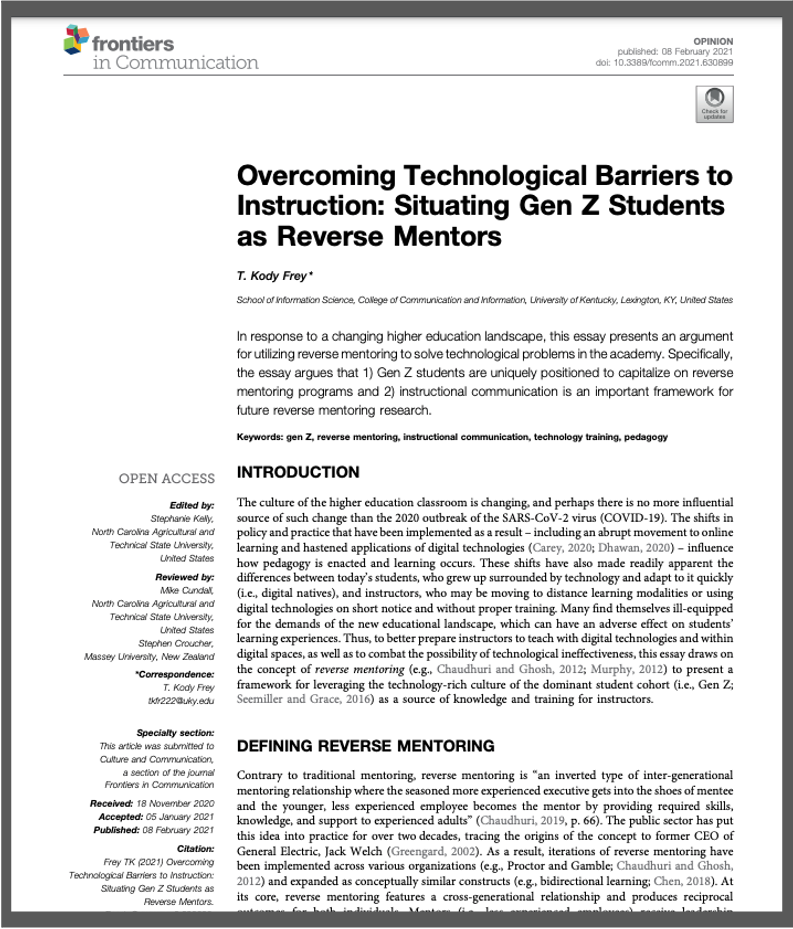 frontiers
in Communication
OPINION
published: 08 February 2021
doi: 10.3389/fcomm.2021.630899
Check for
updates
Overcoming Technological Barriers to
Instruction: Situating Gen Z Students
as Reverse Mentors
T. Kody Frey*
School of Information Science, College of Communication and Information, University of Kentucky, Lexington, KY, United States
In response to a changing higher education landscape, this essay presents an argument
for utilizing reverse mentoring to solve technological problems in the academy. Specifically,
the essay argues that 1) Gen Z students are uniquely positioned to capitalize on reverse
mentoring programs and 2) instructional communication is an important framework for
future reverse mentoring research.
Keywords: gen Z, reverse mentoring, instructional communication, technology training, pedagogy
OPEN ACCESS
Edited by:
Stephanie Kelly,
North Carolina Agricultural and
Technical State University,
United States
Reviewed by:
Mike Cundall,
North Carolina Agricultural and
Technical State University,
United States
Stephen Croucher,
Massey University, New Zealand
*Correspondence:
T. Kody Frey
tkfr222@uky.edu
Specialty section:
This article was submitted to
Culture and Communication,
a section of the journal
Frontiers in Communication
Received: 18 November 2020
Accepted: 05 January 2021
Published: 08 February 2021
Citation:
Frey TK (2021) Overcoming
Technological Barriers to Instruction:
Situating Gen Z Students as
Reverse Mentors.
INTRODUCTION
The culture of the higher education classroom is changing, and perhaps there is no more influential
source of such change than the 2020 outbreak of the SARS-CoV-2 virus (COVID-19). The shifts in
policy and practice that have been implemented as a result – including an abrupt movement to online
learning and hastened applications of digital technologies (Carey, 2020; Dhawan, 2020) – influence
how pedagogy is enacted and learning occurs. These shifts have also made readily apparent the
differences between today's students, who grew up surrounded by technology and adapt to it quickly
(i.e., digital natives), and instructors, who may be moving to distance learning modalities or using
digital technologies on short notice and without proper training. Many find themselves ill-equipped
for the demands of the new educational landscape, which can have an adverse effect on students'
learning experiences. Thus, to better prepare instructors to teach with digital technologies and within
digital spaces, as well as to combat the possibility of technological ineffectiveness, this essay draws on
the concept of reverse mentoring (e.g., Chaudhuri and Ghosh, 2012; Murphy, 2012) to present a
framework for leveraging the technology-rich culture of the dominant student cohort (i.e., Gen Z;
Seemiller and Grace, 2016) as a source of knowledge and training for instructors.
DEFINING REVERSE MENTORING
Contrary to traditional mentoring, reverse mentoring is “an inverted type of inter-generational
mentoring relationship where the seasoned more experienced executive gets into the shoes of mentee
and the younger, less experienced employee becomes the mentor by providing required skills,
knowledge, and support to experienced adults” (Chaudhuri, 2019, p. 66). The public sector has put
this idea into practice for over two decades, tracing the origins of the concept to former CEO of
General Electric, Jack Welch (Greengard, 2002). As a result, iterations of reverse mentoring have
been implemented across various organizations (e.g., Proctor and Gamble; Chaudhuri and Ghosh,
2012) and expanded as conceptually similar constructs (e.g., bidirectional learning; Chen, 2018). At
its core, reverse mentoring features a cross-generational relationship and produces reciprocal
outcomes for both individuals. Mentors (i.e., less experienced employees) receive leadership